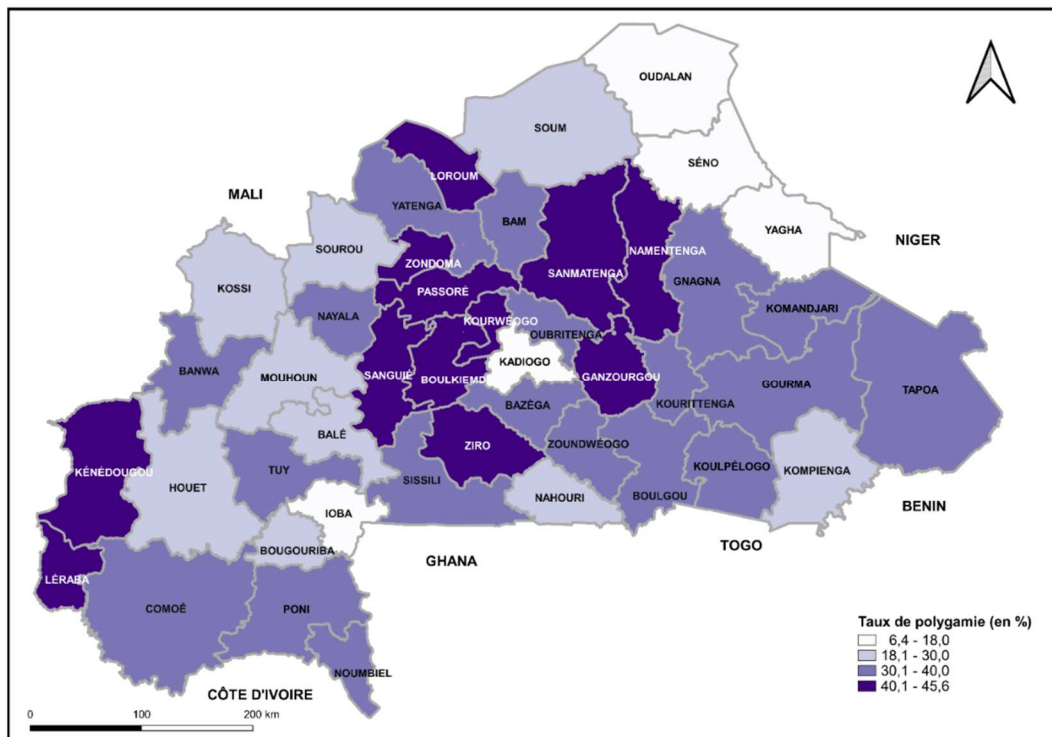 OUDALAN
SOUM
SÉNO
LOROUM
MALI
YATENGA
BAM
YAGHA
NIGER
SOUROU
ZONDOMA
NAMENTENGA
SANMATENGA
GNAGNA
KOSSI
PASSORÉ
KOMANDJARI
NAYALA
KOURWÉOGO
OUBRITENGA
KADIOGO
BANWA
MOUHOUN
SANGUIÉ
BOULKIEMD
GANZOURGOU
GOURMA
TAPOA
BAZÈGA
KOURITTENGA
BALÉ
ZIRO
ZOUNDWÉOGO
KÉNÉDOUGOU
TUY
SISSILI
KOULPÉLOGO
KOMPIENGA
HOUET
NAHOURI
BOULGOU
IOBA
BENIN
BOUGOURIBA
TOGO
GHANA
LÉRABA
COMOÉ
PONI
NOUMBIEL
CÔTE D'IVOIRE
Taux de polygamie (en %)
6,4 - 18,0
18,1 - 30,0
30,1 - 40,0
40,1 - 45,6
0 100 200 km